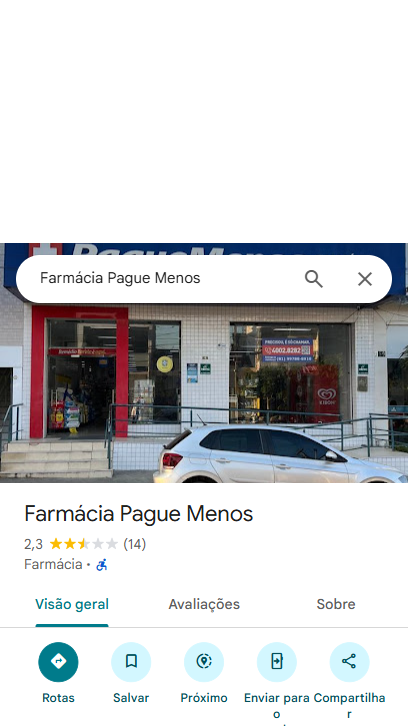 PagueMenos
Farmácia Pague Menos
PRECISOU, É SÓ CHAMAR.
4002.8282
Farmácia Pague Menos
2,3 (14)
Farmácia ·
Visão geral Avaliações Sobre
Rotas Salvar Próximo Enviar para Compartilha
o r